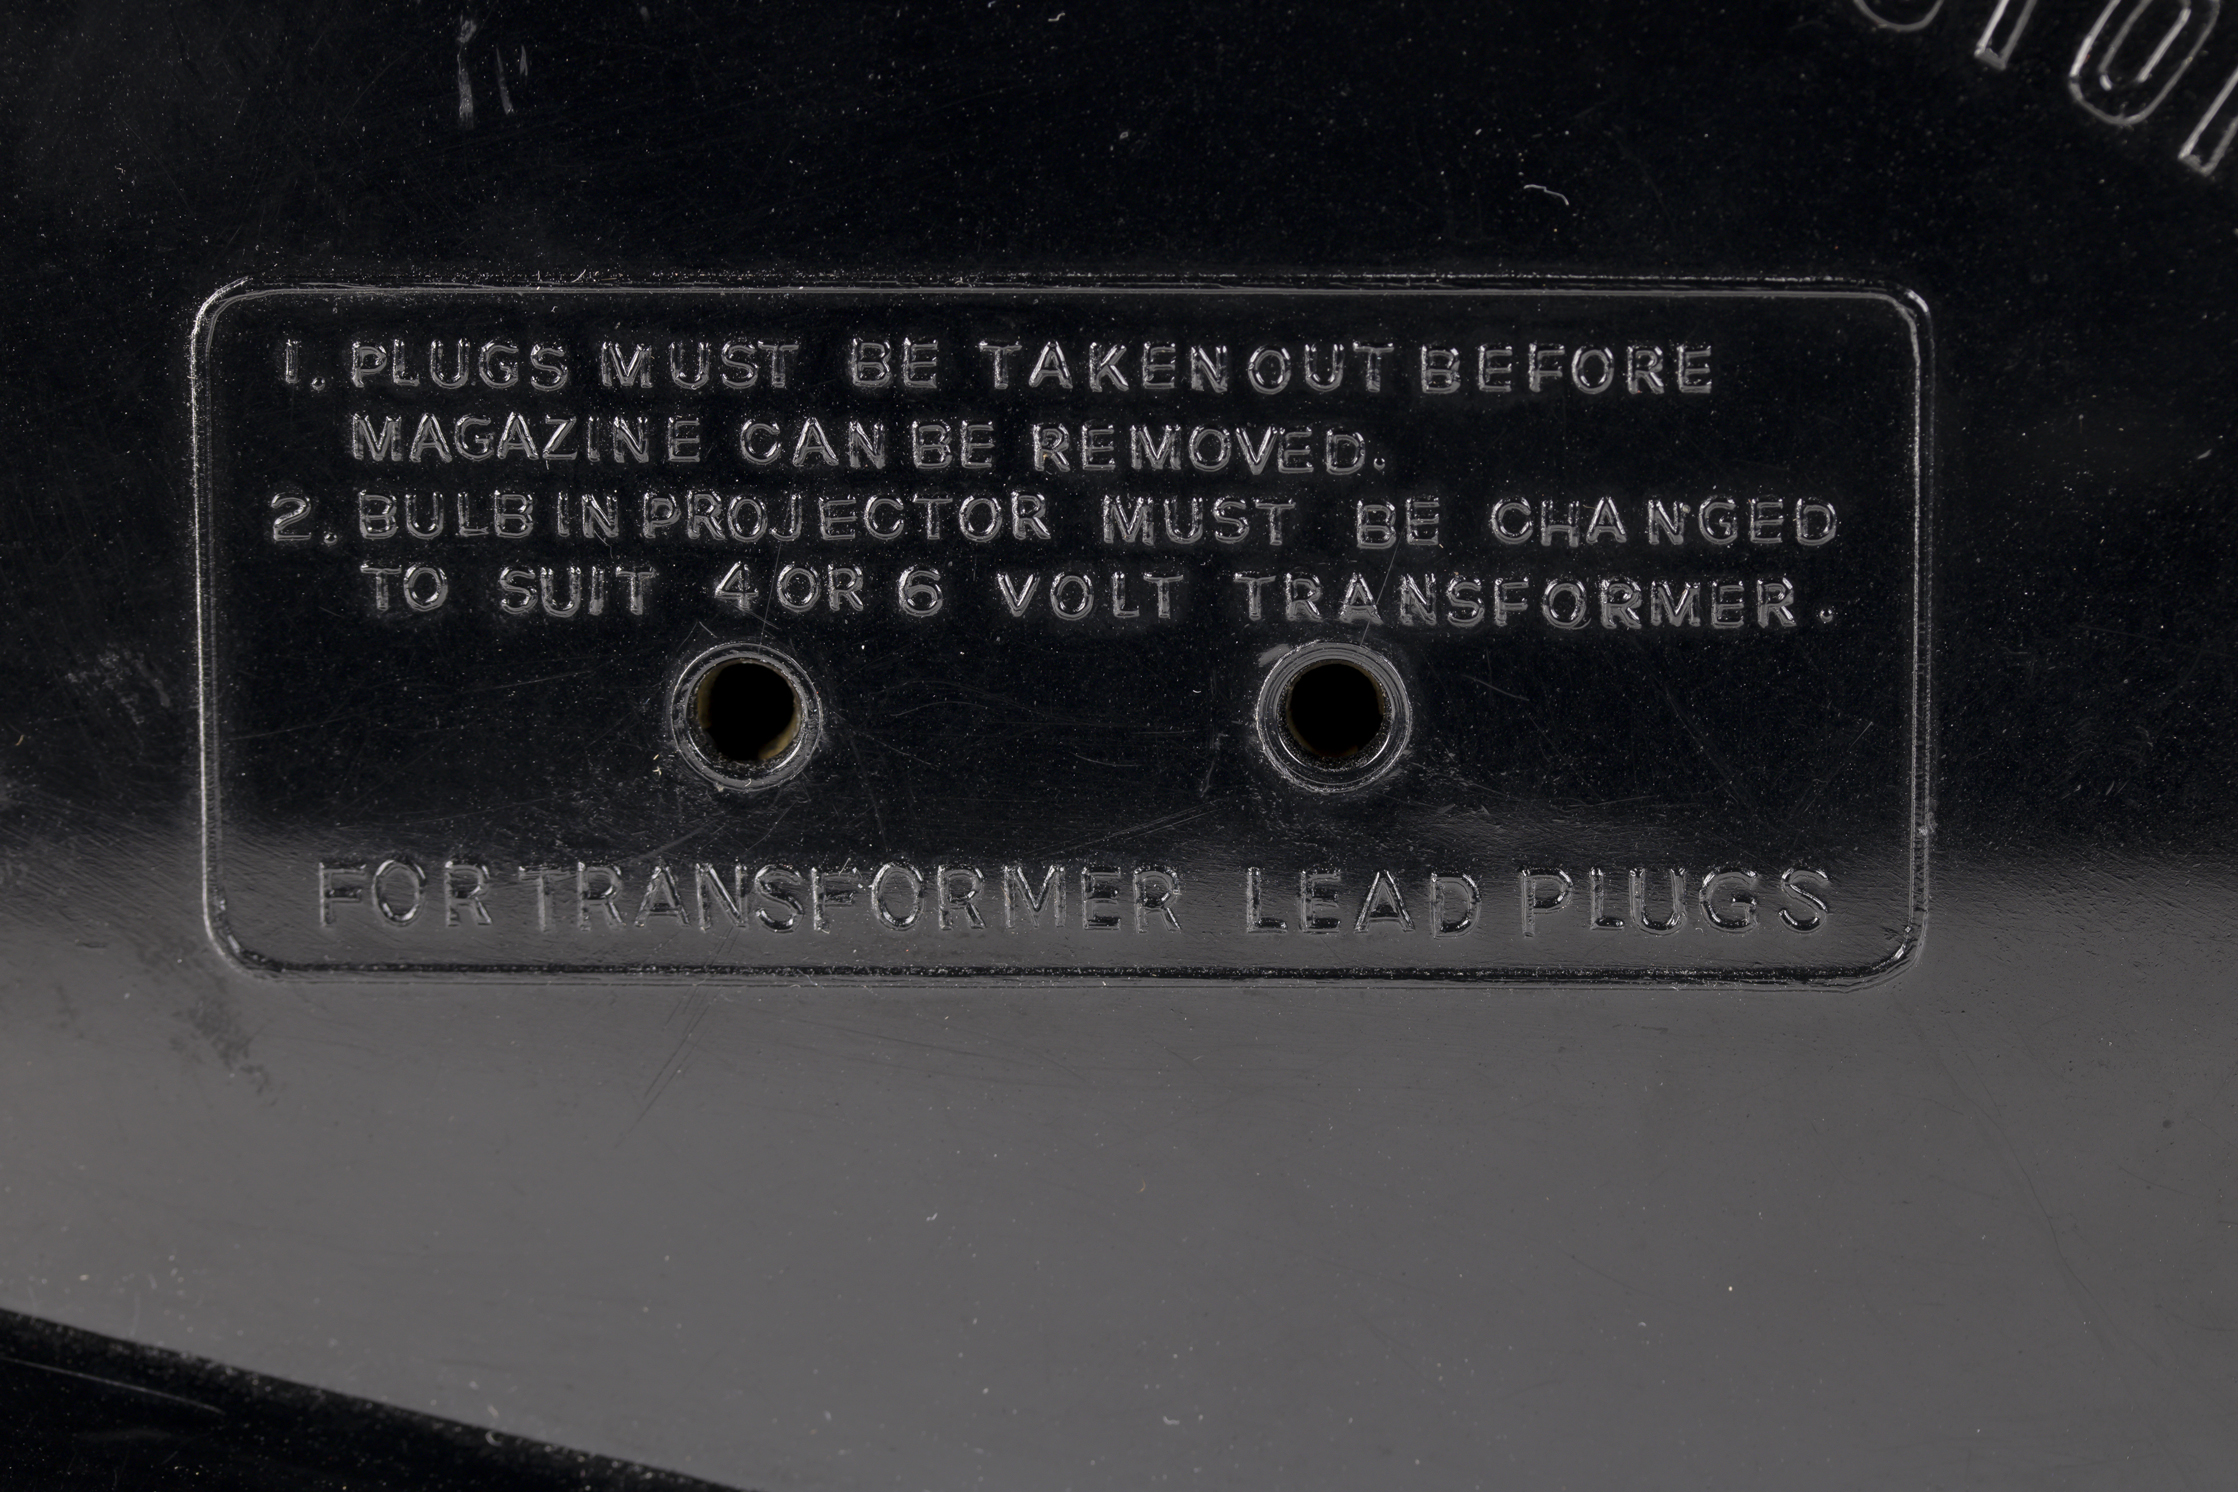 1. PLUGS MUST BE TAKEN OUT BEFORE
MAGAZINE CAN BE REMOVED.
2. BULB IN PROJECTOR MUST BE CHANGED
TO SUIT 4 OR 6 VOLT TRANSFORMER.
FOR TRANSFORMER LEAD PLUGS